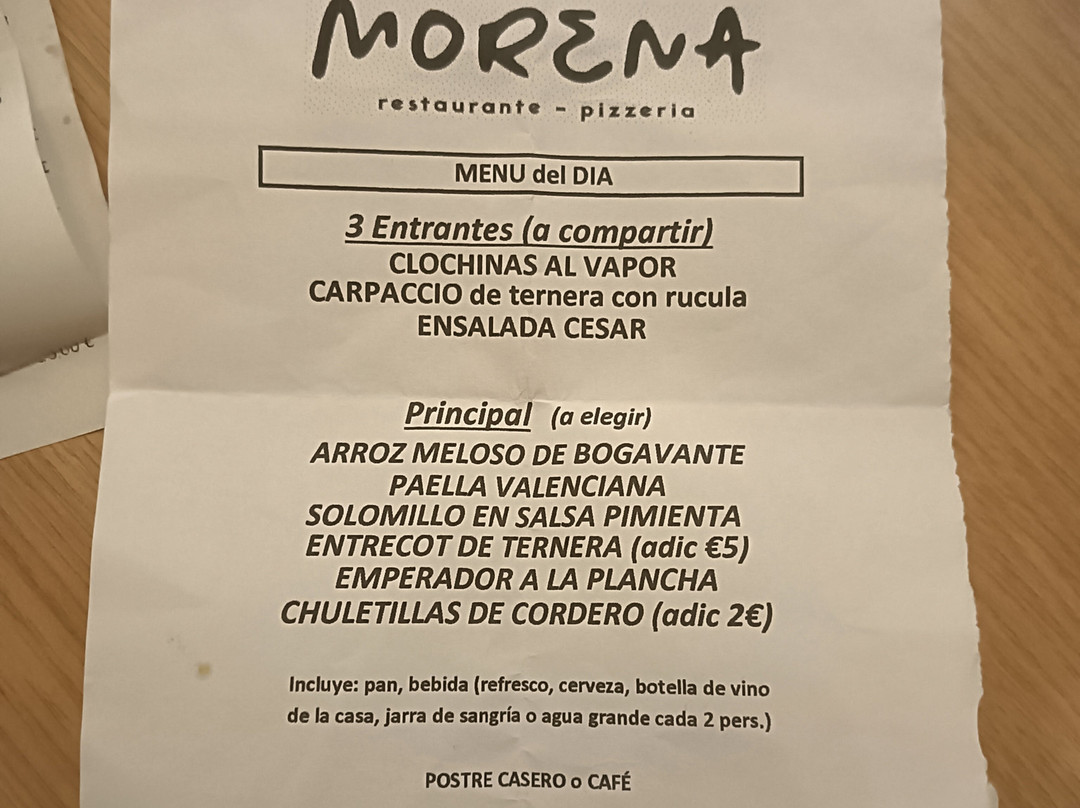 MORENA
restaurante - pizzeria
MENU del DIA
3 Entrantes (a compartir)
CLOCHINAS AL VAPOR
CARPACCIO de ternera con rucula
ENSALADA CESAR
Principal (a elegir)
ARROZ MELOSO DE BOGAVANTE
PAELLA VALENCIANA
SOLOMILLO EN SALSA PIMIENTA
ENTRECOT DE TERNERA (adic €5)
EMPERADOR A LA PLANCHA
CHULETILLAS DE CORDERO (adic 2€)
Incluye: pan, bebida (refresco, cerveza, botella de vino
de la casa, jarra de sangría o agua grande cada 2 pers.)
POSTRE CASERO o CAFÉ